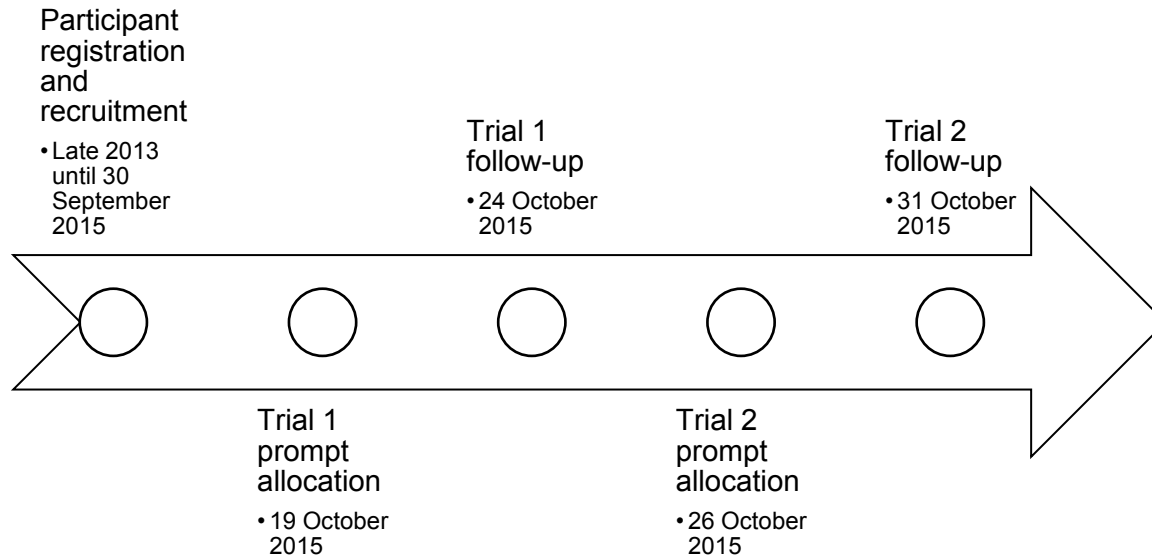 Participant
registration
and
recruitment
• Late 2013
until 30
September
2015
Trial 1
prompt
allocation
• 19 October
2015
Trial 1
follow-up
• 24 October
2015
Trial 2
prompt
allocation
• 26 October
2015
Trial 2
follow-up
• 31 October
2015